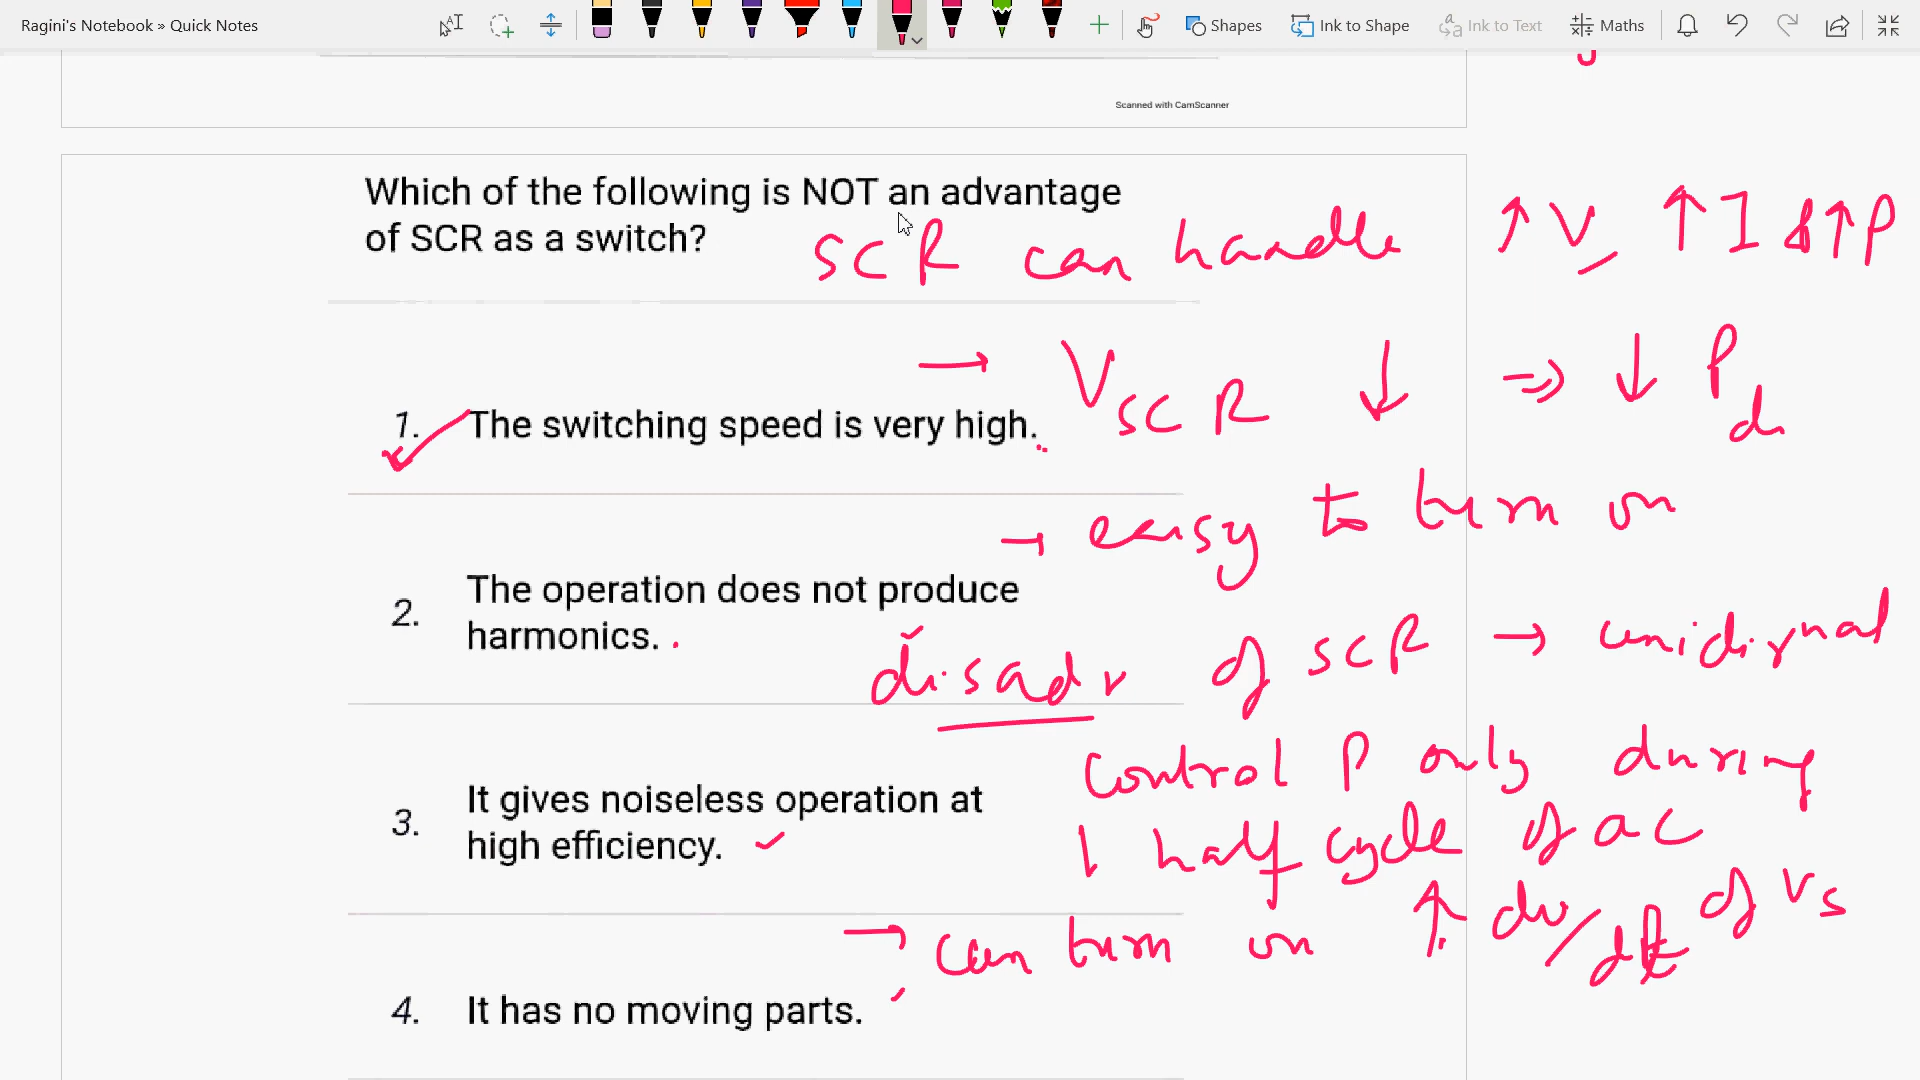 Ragini's Notebook » Quick Notes
Shapes
Ink to Shape
Ink to Text
Maths
Scanned with CamScanner
Which of the following is NOT an advantage
of SCR as a switch?
SCR can handle ↑V, ↑I & ↑P
→ VSCR ↓ ⇒ ↓ Pd
1. The switching speed is very high.
→ easy to turn on
2. The operation does not produce
harmonics.
disadv of SCR →
control P only during
3. It gives noiseless operation at
high efficiency.
1 half cycle of ac
→ can turn on ↑ dv/dt of Vs
4. It has no moving parts.